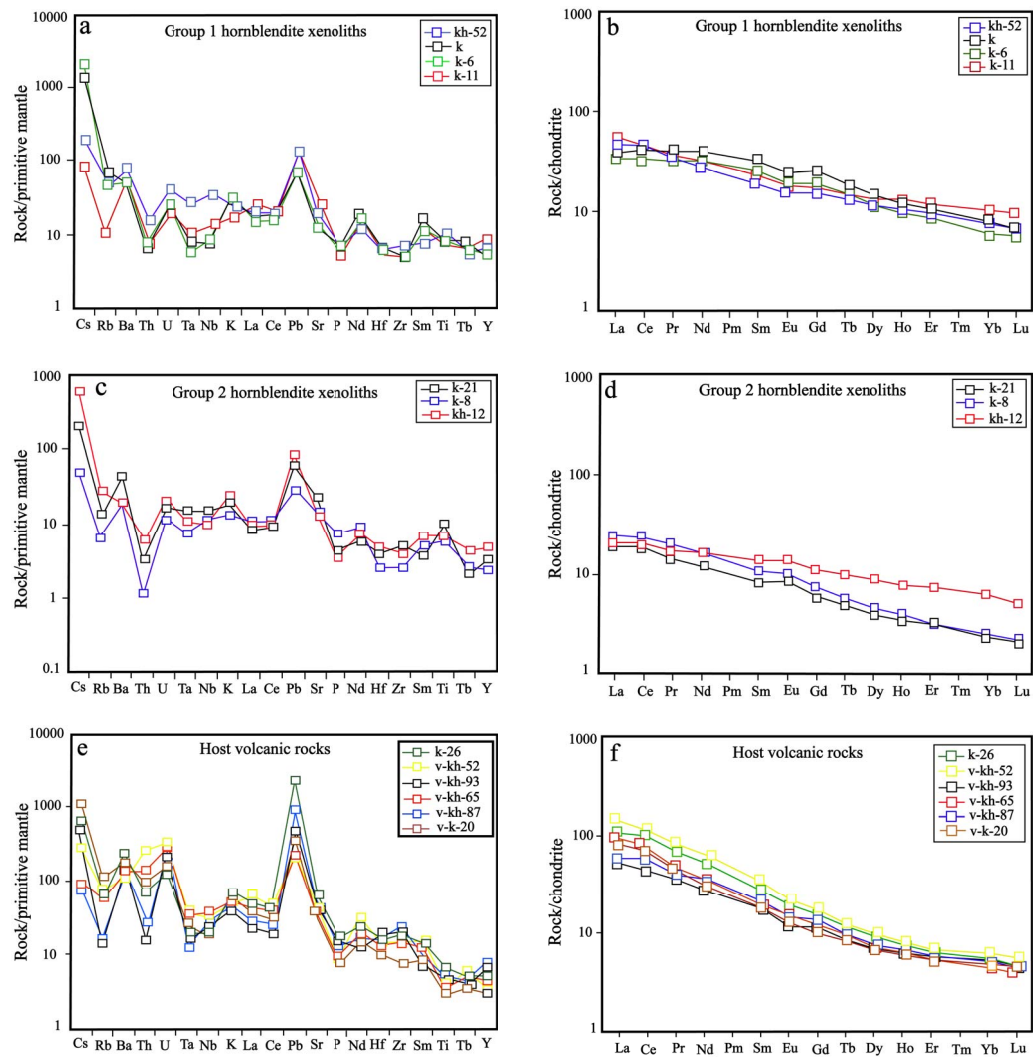 a
Group 1 hornblendite xenoliths
kh-52
k
k-6
k-11
10000
1000
100
10
1
Rock/primitive mantle
Cs Rb Ba Th U Ta Nb K La Ce Pb Sr P Nd Hf Zr Sm Ti Tb Y
b
Group 1 hornblendite xenoliths
kh-52
k
k-6
k-11
1000
100
10
1
Rock/chondrite
La Ce Pr Nd Pm Sm Eu Gd Tb Dy Ho Er Tm Yb Lu
c
Group 2 hornblendite xenoliths
k-21
k-8
kh-12
1000
100
10
1
0.1
Rock/primitive mantle
Cs Rb Ba Th U Ta Nb K La Ce Pb Sr P Nd Hf Zr Sm Ti Tb Y
d
Group 2 hornblendite xenoliths
k-21
k-8
kh-12
1000
100
10
1
Rock/chondrite
La Ce Pr Nd Pm Sm Eu Gd Tb Dy Ho Er Tm Yb Lu
e
Host volcanic rocks
k-26
v-kh-52
v-kh-93
v-kh-65
v-kh-87
v-k-20
10000
1000
100
10
1
Rock/primitive mantle
Cs Rb Ba Th U Ta Nb K La Ce Pb Sr P Nd Hf Zr Sm Ti Tb Y
f
Host volcanic rocks
k-26
v-kh-52
v-kh-93
v-kh-65
v-kh-87
v-k-20
1000
100
10
1
Rock/chondrite
La Ce Pr Nd Pm Sm Eu Gd Tb Dy Ho Er Tm Yb Lu